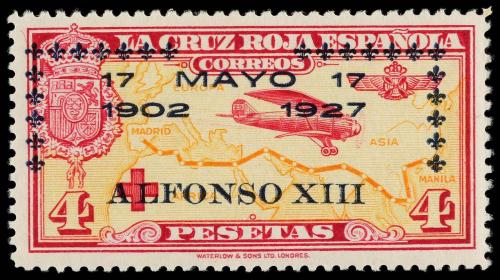 LA CRUZ ROJA ESPAÑOLA
CORREOS
17 MAYO 17
1902 1927
EUROPA
MADRID
ASIA
MANILA
ALFONSO XIII
4 4
PESETAS
WATERLOW & SONS LTD. LONDRES.